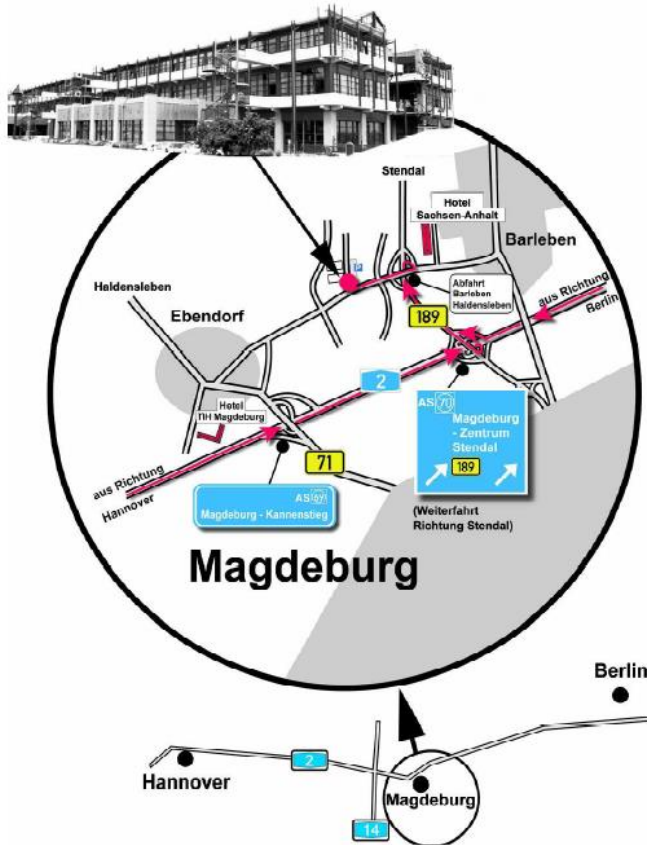 Stendal
Hotel
Sachsen-Anhalt
Barleben
P
Abfahrt
Barleben
Haldensleben
Haldensleben
aus Richtung
Berlin
Ebendorf
189
2
Hotel
NH Magdeburg
AS 70
Magdeburg
- Zentrum
Stendal
189
71
aus Richtung
Hannover
AS 69
Magdeburg - Kannenstieg
(Weiterfahrt
Richtung Stendal)
Magdeburg
Berlin
2
Hannover
Magdeburg
14